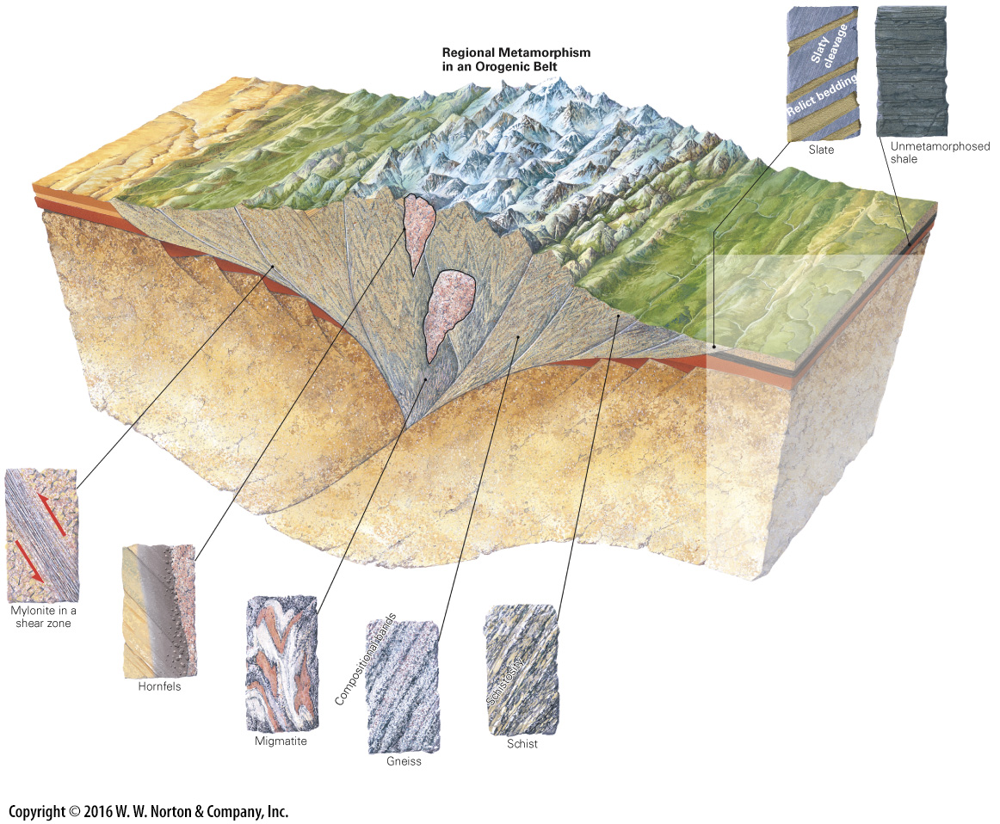 Regional Metamorphism
in an Orogenic Belt
Slaty
cleavage
Relict bedding
Slate
Unmetamorphosed
shale
Mylonite in a
shear zone
Hornfels
Migmatite
Compositional bands
Gneiss
Schistosity
Schist
Copyright © 2016 W. W. Norton & Company, Inc.